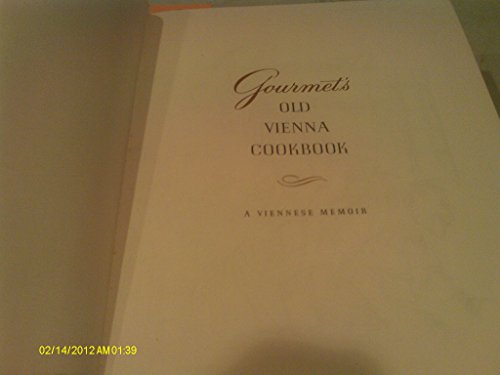 Gourmet's
OLD
VIENNA
COOKBOOK
A VIENNESE MEMOIR
02/14/2012 AM 01:39